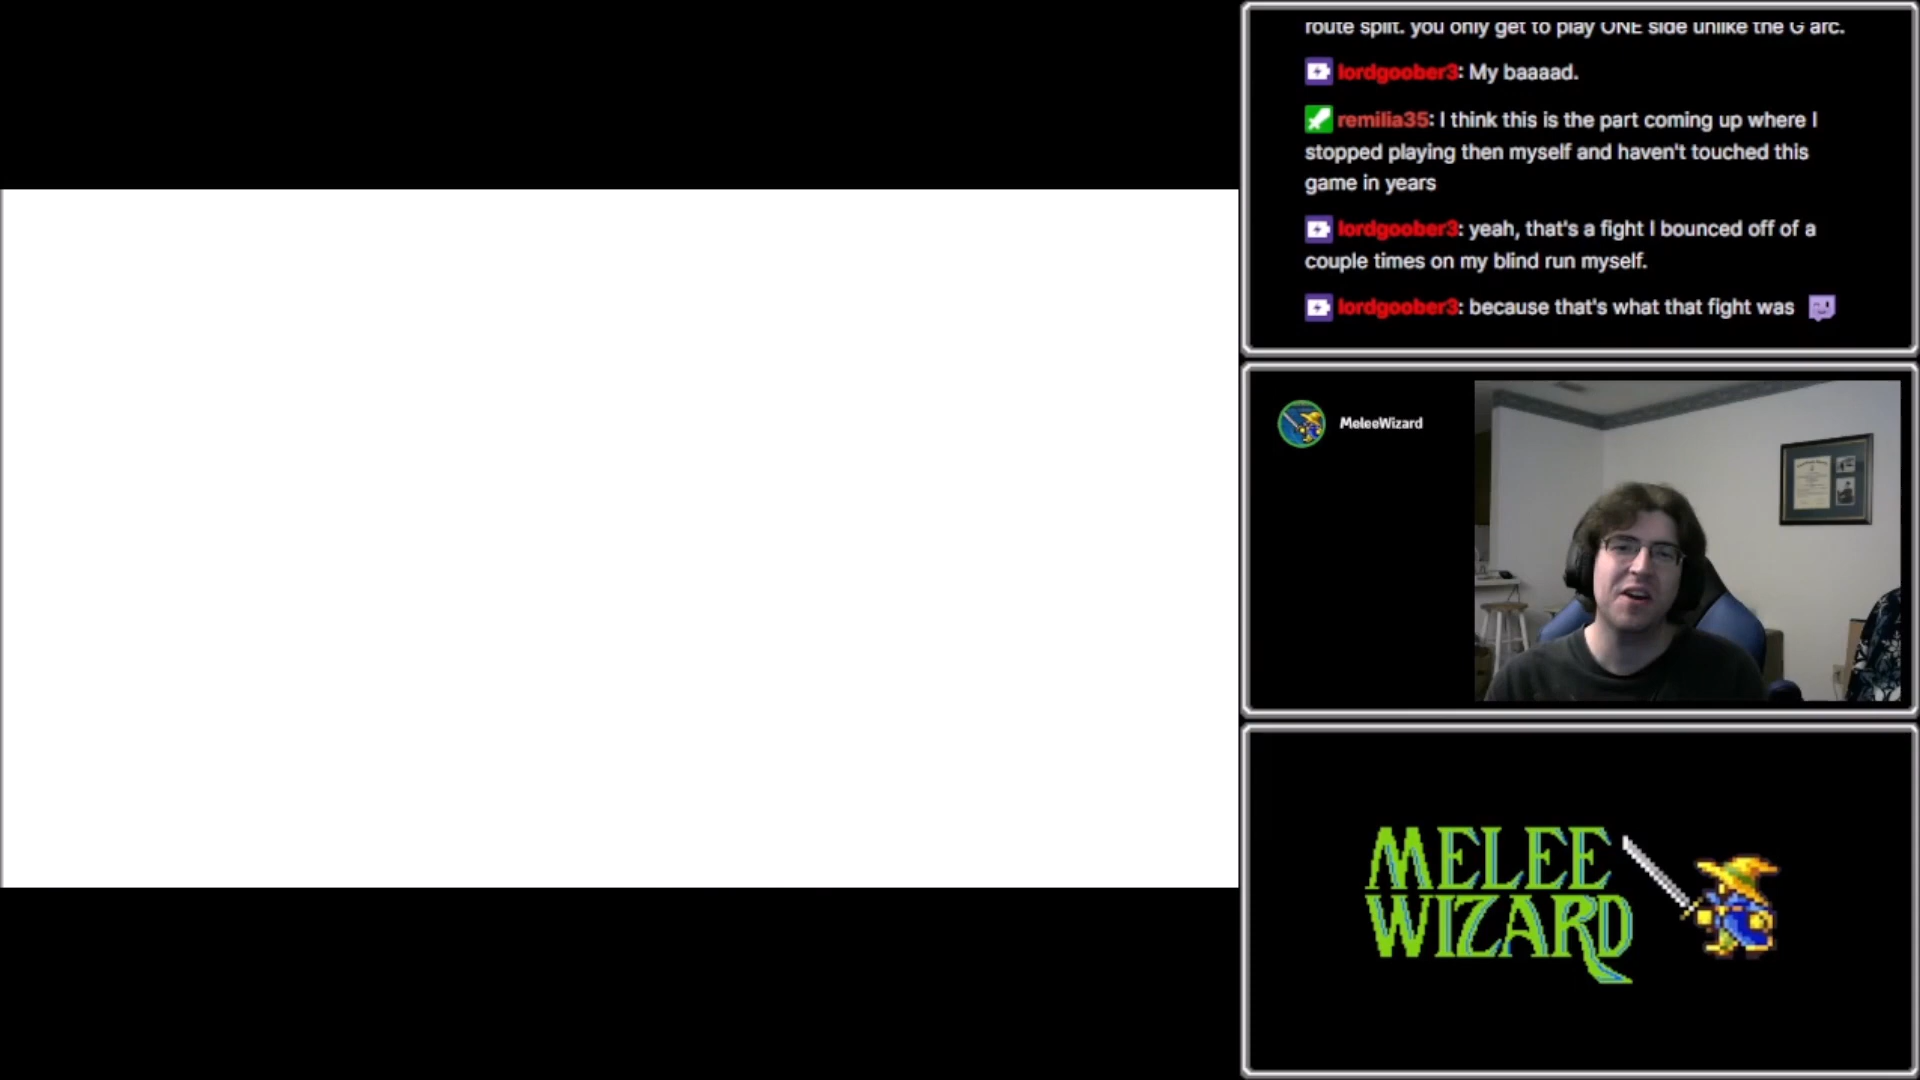 route split. you only get to play ONE side unlike the G arc.
lordgoober3: My baaaad.
remilia35: I think this is the part coming up where I
stopped playing then myself and haven't touched this
game in years
lordgoober3: yeah, that's a fight I bounced off of a
couple times on my blind run myself.
lordgoober3: because that's what that fight was
MeleeWizard
MELEE
WIZARD